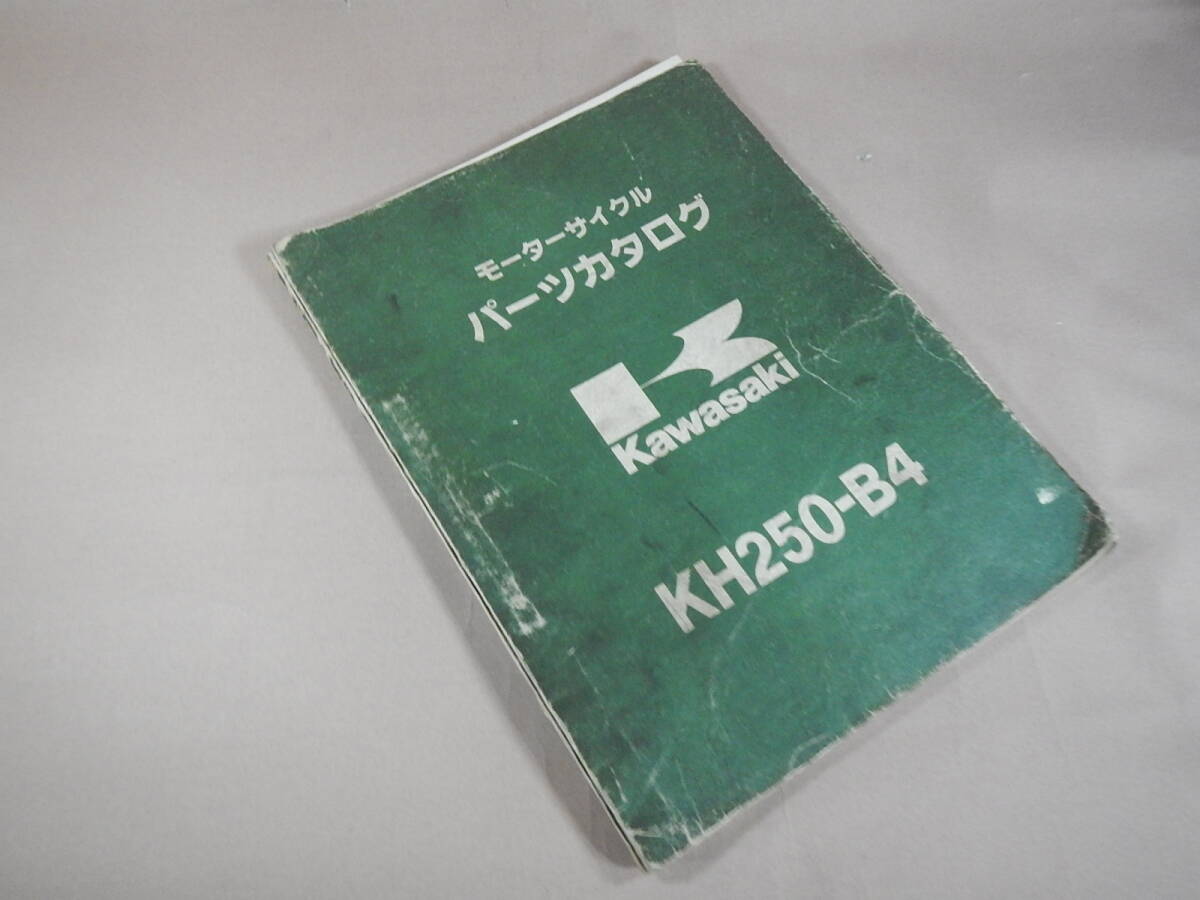 モーターサイクル
パーツカタログ
Kawasaki
KH250-B4